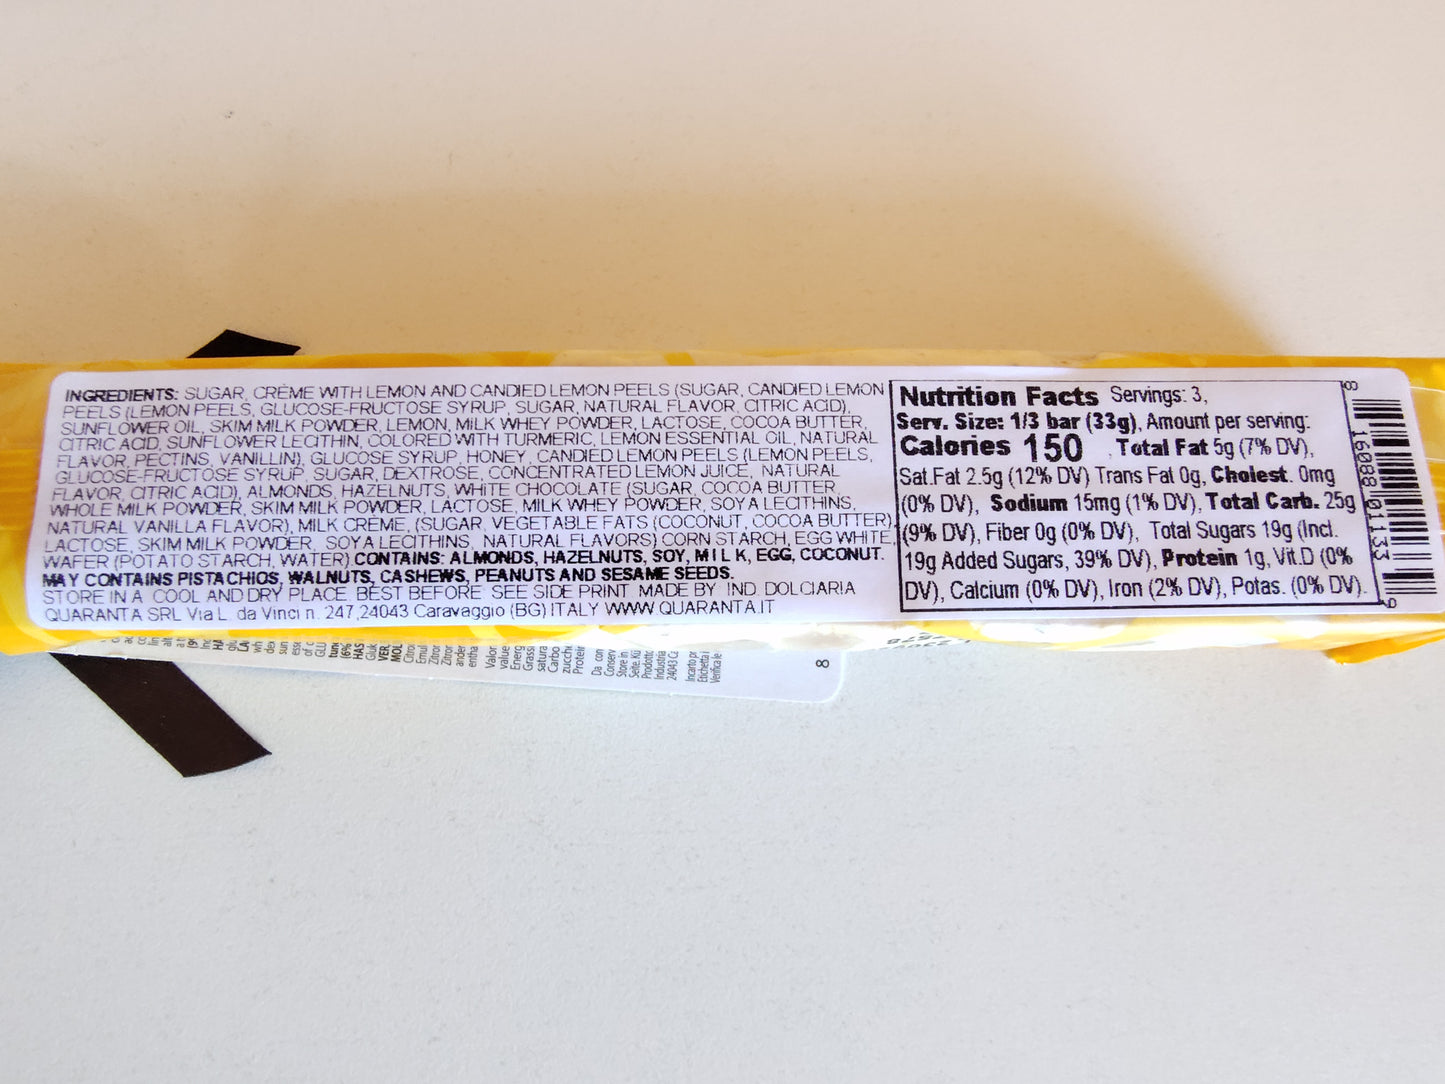 INGREDIENTS: SUGAR, CRÈME WITH LEMON AND CANDIED LEMON PEELS (SUGAR, CANDIED LEMON
PEELS (LEMON PEELS, GLUCOSE-FRUCTOSE SYRUP, SUGAR, NATURAL FLAVOR, CITRIC ACID),
SUNFLOWER OIL, SKIM MILK POWDER, LEMON, MILK WHEY POWDER, LACTOSE, COCOA BUTTER,
CITRIC ACID, SUNFLOWER LECITHIN, COLORED WITH TURMERIC, LEMON ESSENTIAL OIL, NATURAL
FLAVOR, PECTINS, VANILLIN), GLUCOSE SYRUP, HONEY, CANDIED LEMON PEELS (LEMON PEELS,
GLUCOSE-FRUCTOSE SYRUP, SUGAR, DEXTROSE, CONCENTRATED LEMON JUICE, NATURAL
FLAVOR, CITRIC ACID), ALMONDS, HAZELNUTS, WHITE CHOCOLATE (SUGAR, COCOA BUTTER,
WHOLE MILK POWDER, SKIM MILK POWDER, LACTOSE, MILK WHEY POWDER, SOYA LECITHINS,
NATURAL VANILLA FLAVOR), MILK CRÈME, (SUGAR, VEGETABLE FATS (COCONUT, COCOA BUTTER),
LACTOSE, SKIM MILK POWDER, SOYA LECITHINS, NATURAL FLAVORS) CORN STARCH, EGG WHITE,
WAFER (POTATO STARCH, WATER) CONTAINS: ALMONDS, HAZELNUTS, SOY, MILK, EGG, COCONUT.
MAY CONTAINS PISTACHIOS, WALNUTS, CASHEWS, PEANUTS AND SESAME SEEDS.
STORE IN A COOL AND DRY PLACE. BEST BEFORE: SEE SIDE PRINT. MADE BY: IND. DOLCIARIA
QUARANTA SRL Via L. da Vinci n. 247,24043 Caravaggio (BG) ITALY WWW.QUARANTA.IT
Nutrition Facts Servings: 3,
Serv. Size: 1/3 bar (33g), Amount per serving:
Calories 150 , Total Fat 5g (7% DV),
Sat.Fat 2.5g (12% DV) Trans Fat 0g, Cholest. 0mg
(0% DV), Sodium 15mg (1% DV), Total Carb. 25g
(9% DV), Fiber 0g (0% DV), Total Sugars 19g (Incl.
19g Added Sugars, 39% DV), Protein 1g, Vit.D (0%
DV), Calcium (0% DV), Iron (2% DV), Potas. (0% DV).
8 16088 01133 6
8